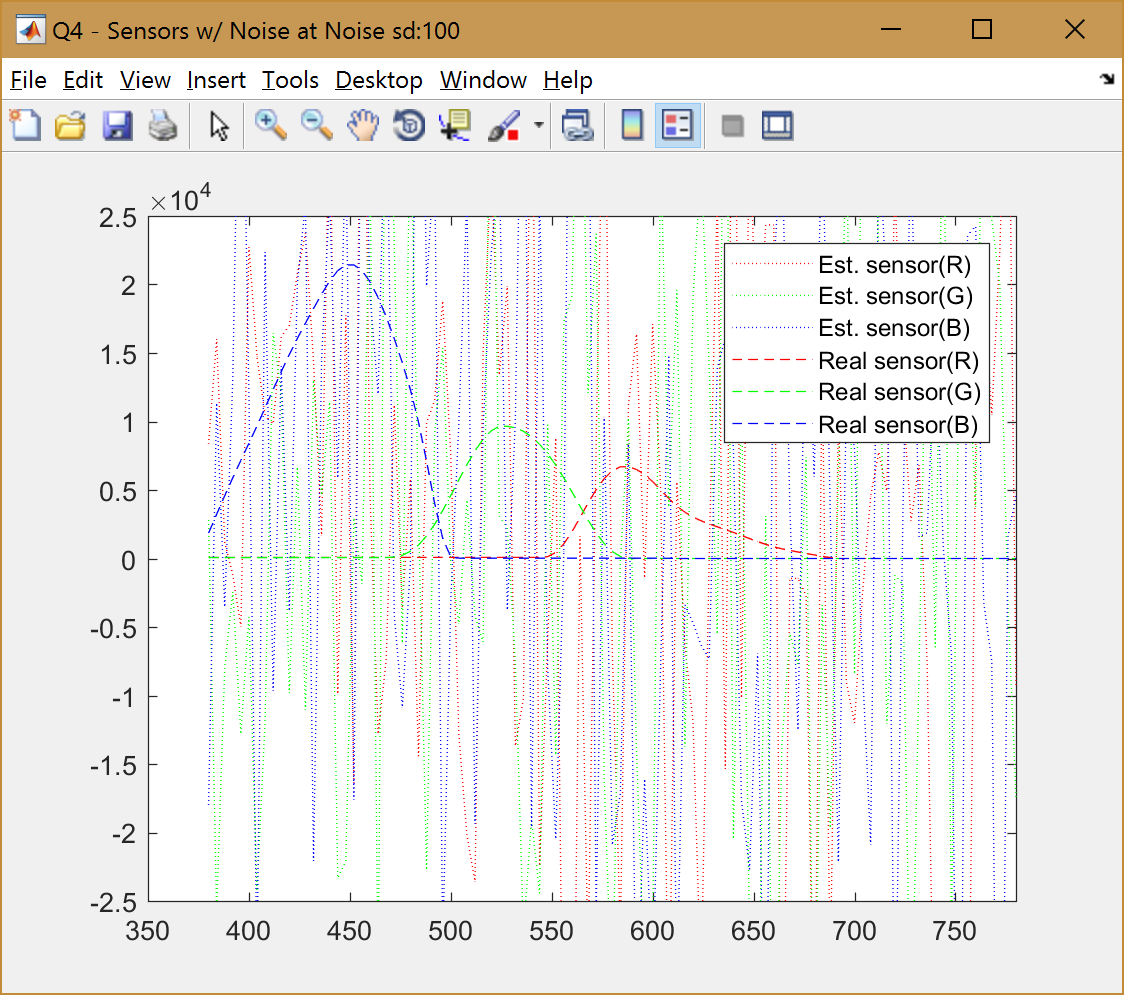 Q4 - Sensors w/ Noise at Noise sd:100
File Edit View Insert Tools Desktop Window Help
×10⁴
2.5
2
1.5
1
0.5
0
-0.5
-1
-1.5
-2
-2.5
350 400 450 500 550 600 650 700 750
Est. sensor(R)
Est. sensor(G)
Est. sensor(B)
Real sensor(R)
Real sensor(G)
Real sensor(B)